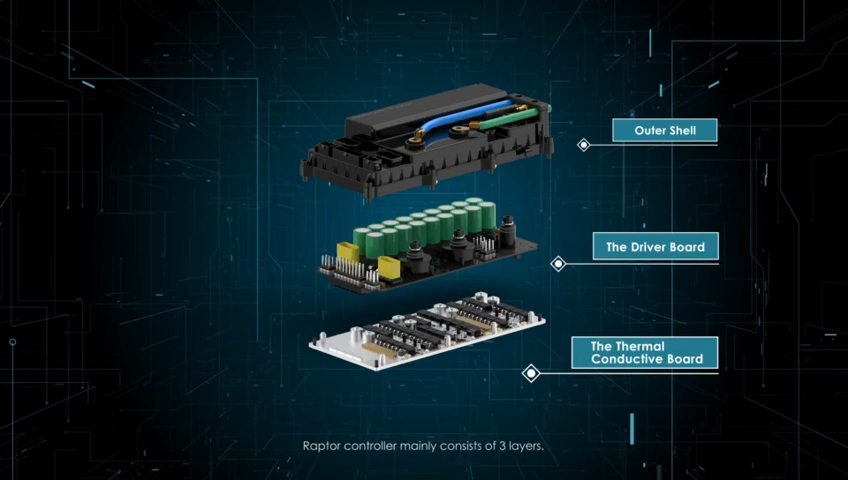 Outer Shell
The Driver Board
The Thermal
Conductive Board
Raptor controller mainly consists of 3 layers.